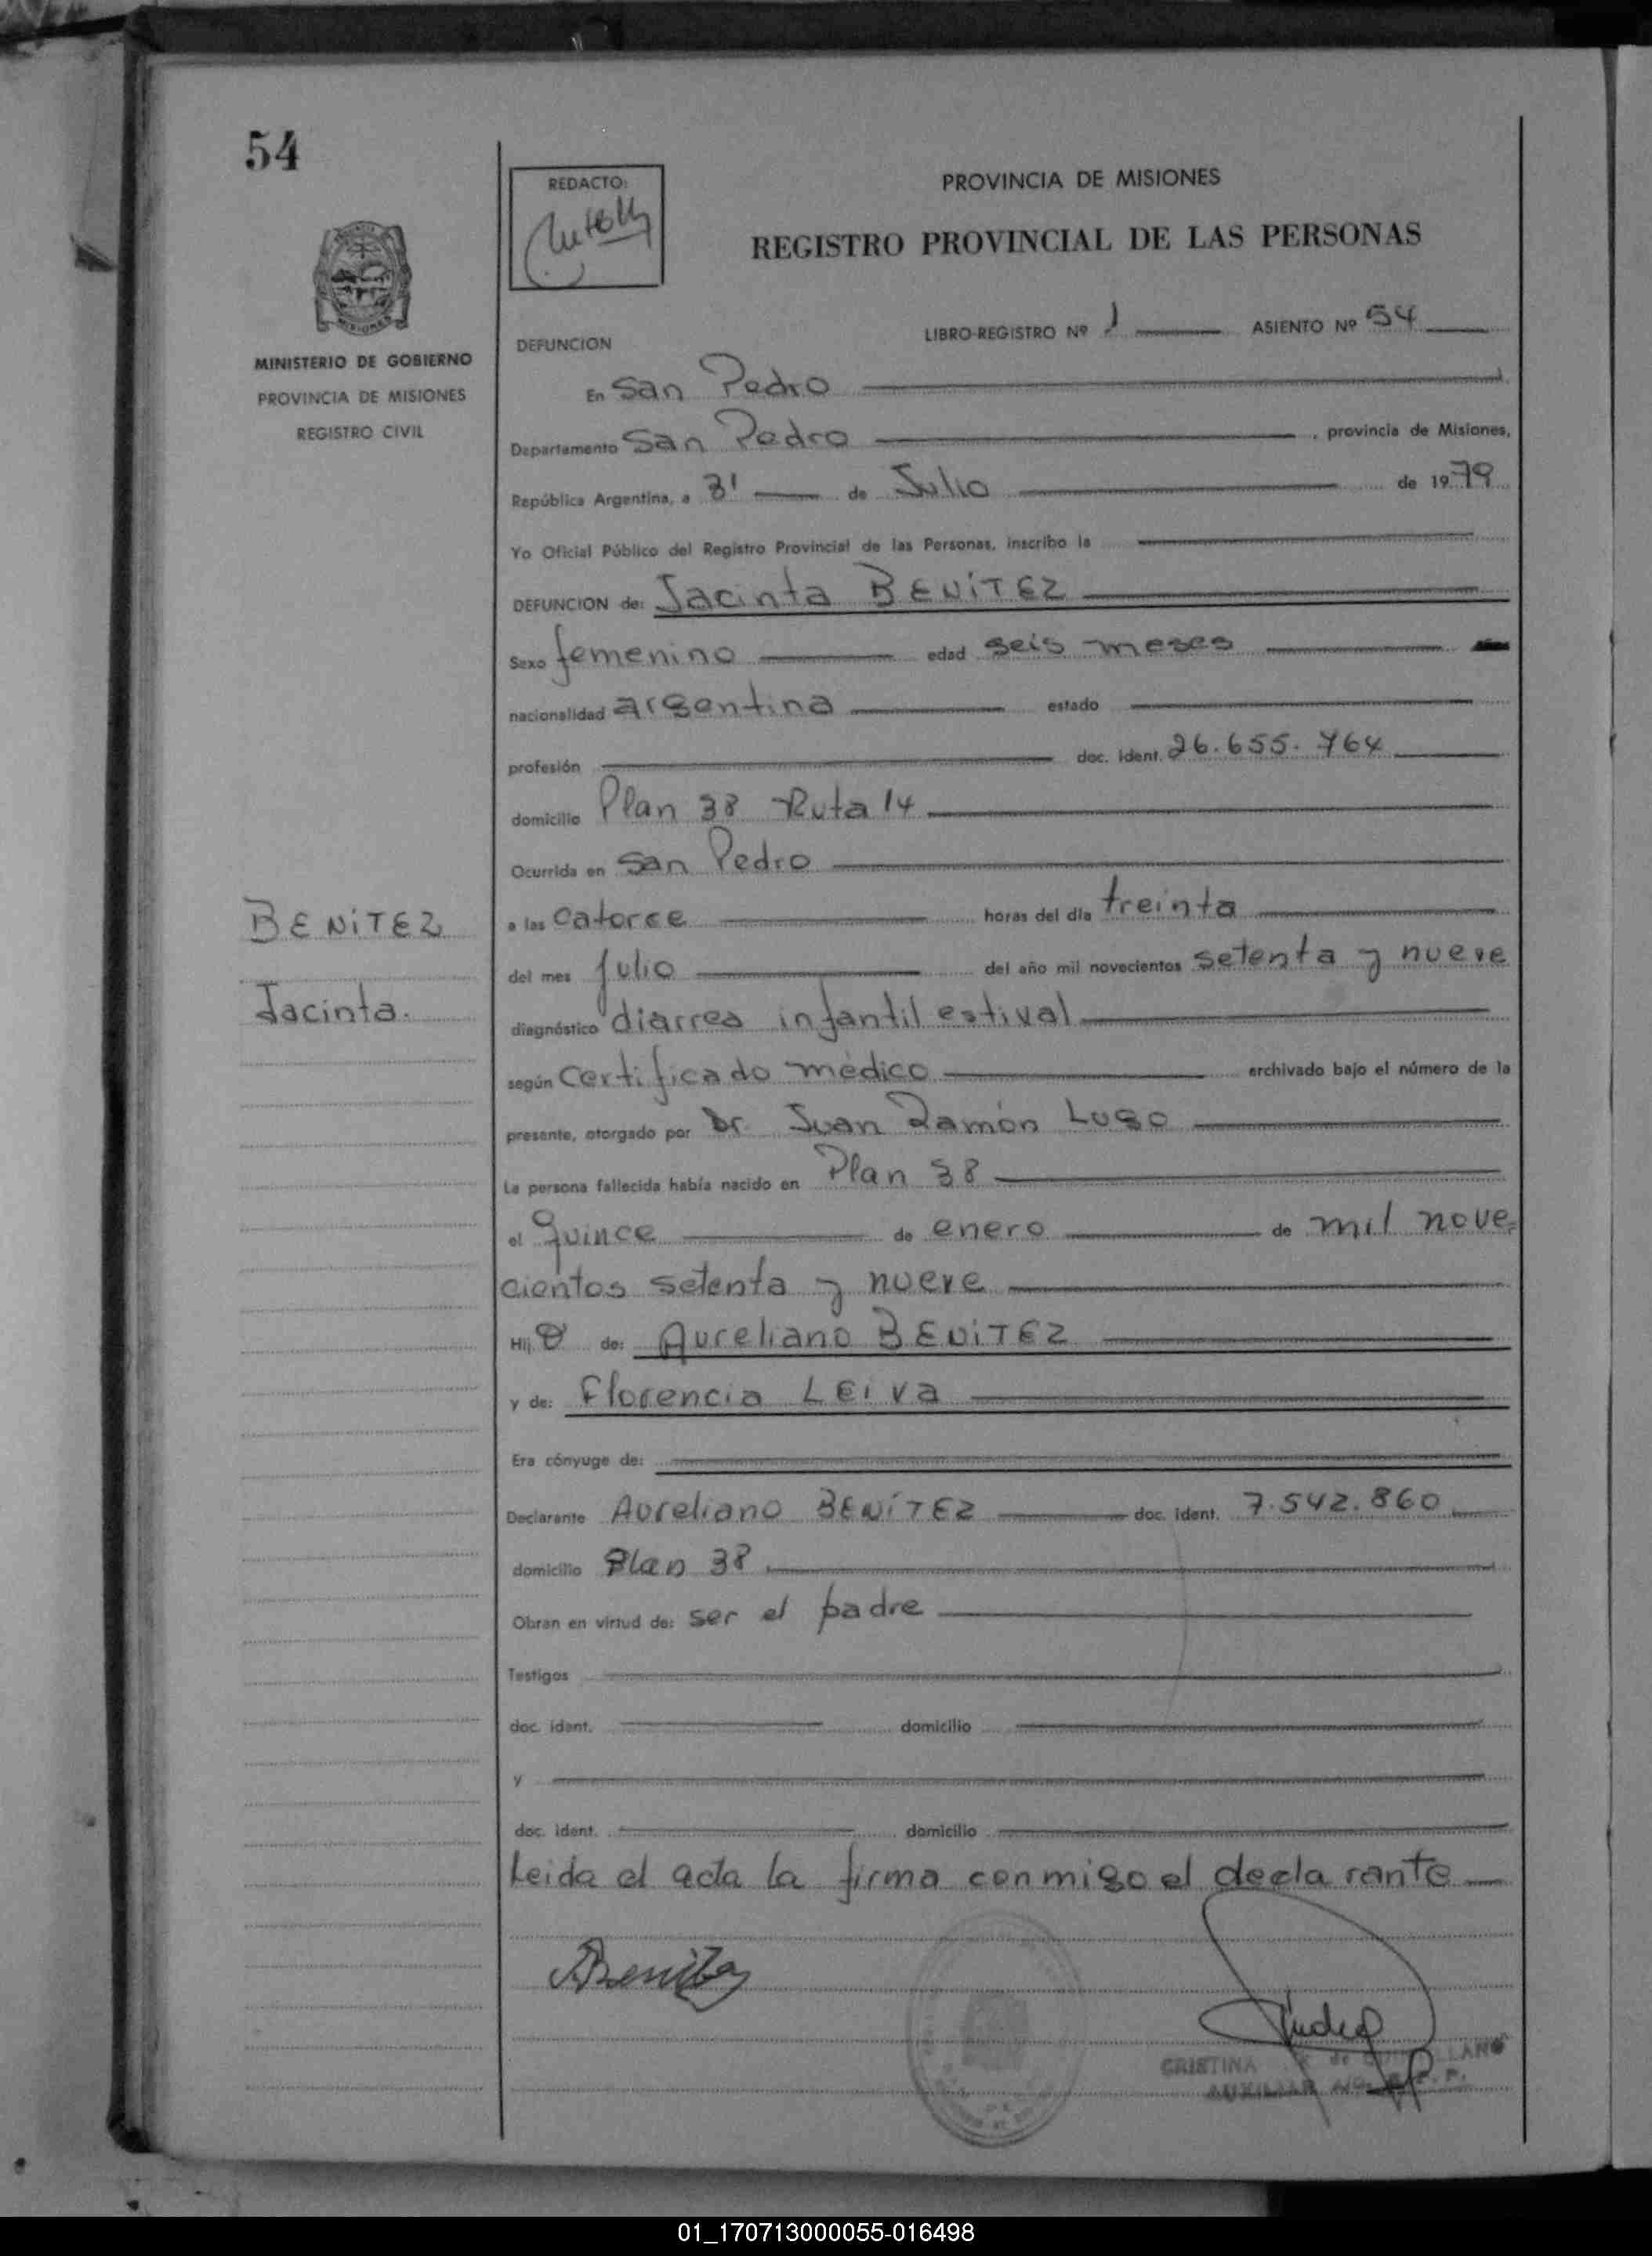 54
REDACTO:
PROVINCIA DE MISIONES
REGISTRO PROVINCIAL DE LAS PERSONAS
MISIONES
MINISTERIO DE GOBIERNO
PROVINCIA DE MISIONES
REGISTRO CIVIL
LIBRO-REGISTRO Nº 1 ASIENTO Nº 54
DEFUNCION
En San Pedro
Departamento San Pedro , provincia de Misiones,
República Argentina, a 31 de Julio de 1979
Yo Oficial Público del Registro Provincial de las Personas, inscribo la
DEFUNCION de: Jacinta BENÍTEZ
Sexo femenino edad seis meses
nacionalidad argentina estado
profesión doc. ident. 26.655.764
domicilio Plan 38 Ruta 14
Ocurrida en San Pedro
BENITEZ
Jacinta.
a las catorce horas del día treinta
del mes julio del año mil novecientos setenta y nueve
diagnóstico diarrea infantil estival
según certificado médico archivado bajo el número de la
presente, otorgado por Dr. Juan Ramón Lugo
La persona fallecida había nacido en Plan 38
el quince de enero de mil nove-
cientos setenta y nueve
Hij a de: Aureliano BENITEZ
y de: Florencia LEIVA
Era cónyuge de:
Declarante Aureliano BENÍTEZ doc. ident. 7.542.860
domicilio Plan 38
Obran en virtud de: ser el padre
Testigos
doc. ident. domicilio
y
doc. ident. domicilio
Leida el acta la firma conmigo el declarante
ABenitez
CRISTINA de
AUXILIAR
01_170713000055-016498